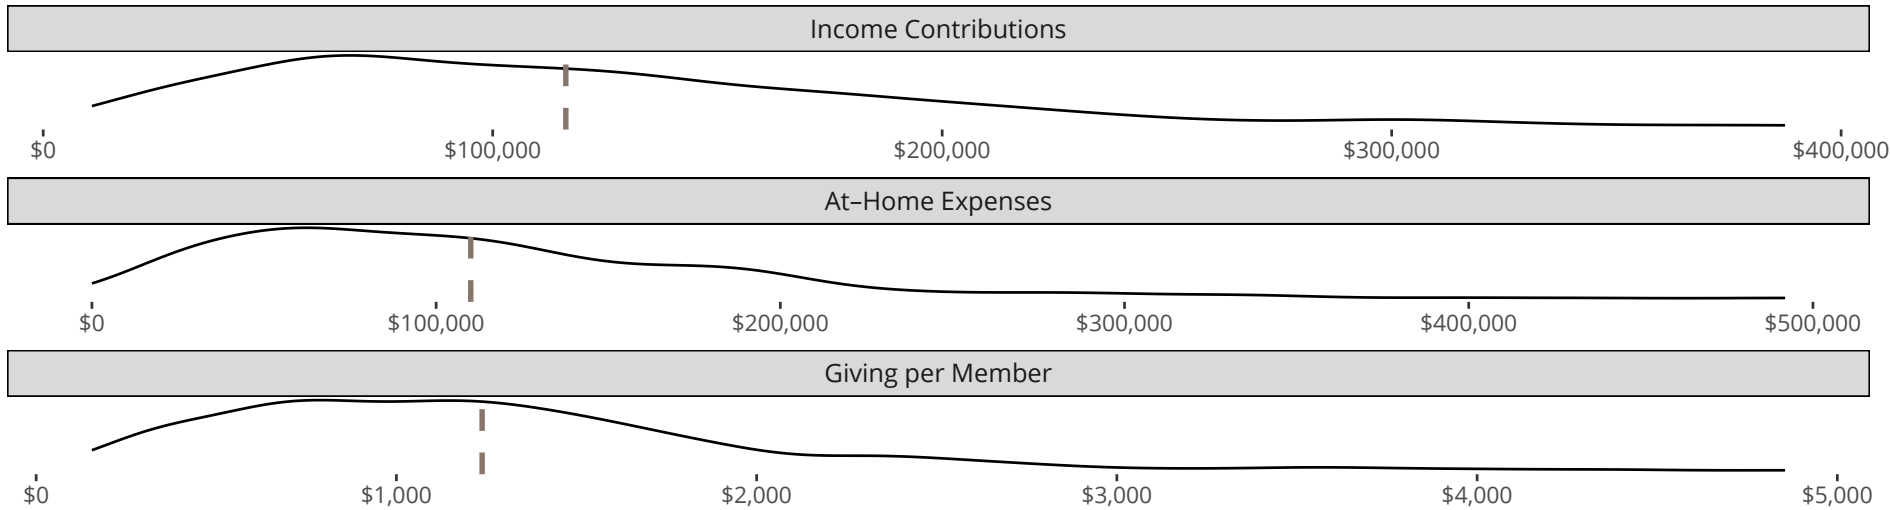 Income Contributions
$0 $100,000 $200,000 $300,000 $400,000
At–Home Expenses
$0 $100,000 $200,000 $300,000 $400,000 $500,000
Giving per Member
$0 $1,000 $2,000 $3,000 $4,000 $5,000